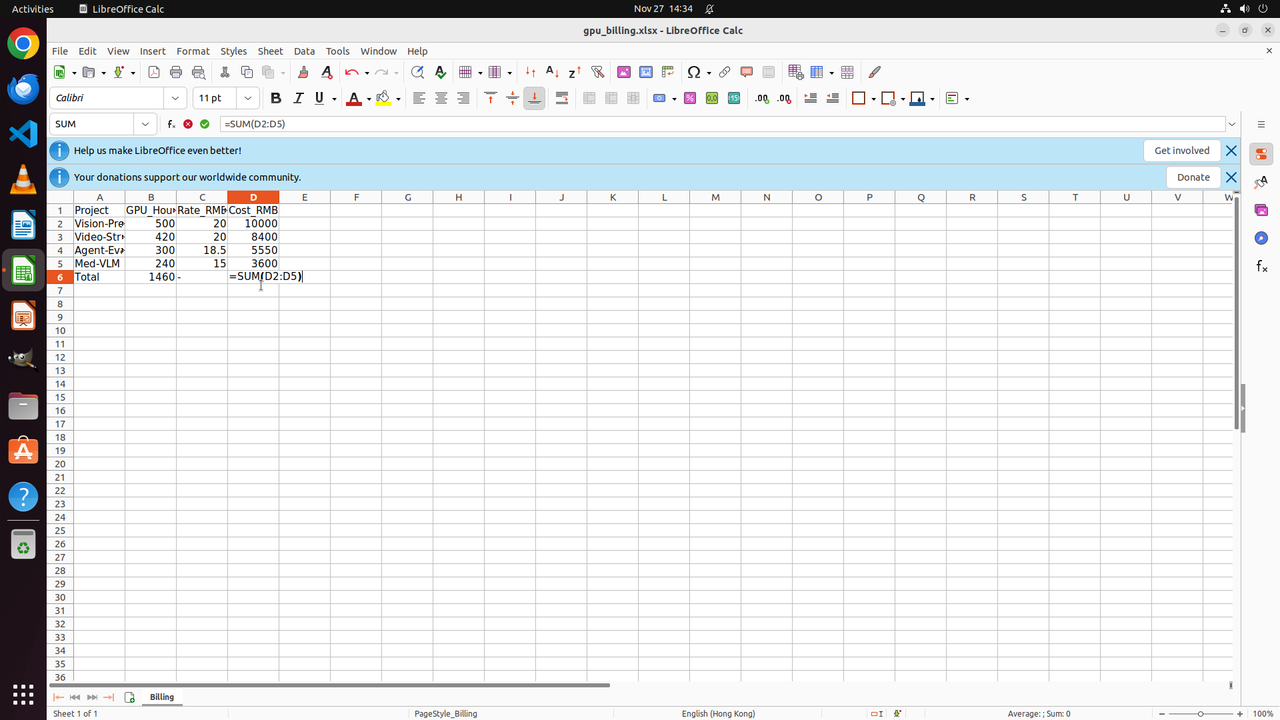 Activities LibreOffice Calc Nov 27 14:34
gpu_billing.xlsx - LibreOffice Calc
File Edit View Insert Format Styles Sheet Data Tools Window Help
Calibri 11 pt
SUM =SUM(D2:D5)
Help us make LibreOffice even better! Get involved
Your donations support our worldwide community. Donate
A B C D E F G H I J K L M N O P Q R S T U V W
1 Project GPU_Hou Rate_RMB Cost_RMB
2 Vision-Pre 500 20 10000
3 Video-Str 420 20 8400
4 Agent-Ev 300 18.5 5550
5 Med-VLM 240 15 3600
6 Total 1460 - =SUM(D2:D5)
7
8
9
10
11
12
13
14
15
16
17
18
19
20
21
22
23
24
25
26
27
28
29
30
31
32
33
34
35
36
Billing
Sheet 1 of 1 PageStyle_Billing English (Hong Kong) Average: ; Sum: 0 100%